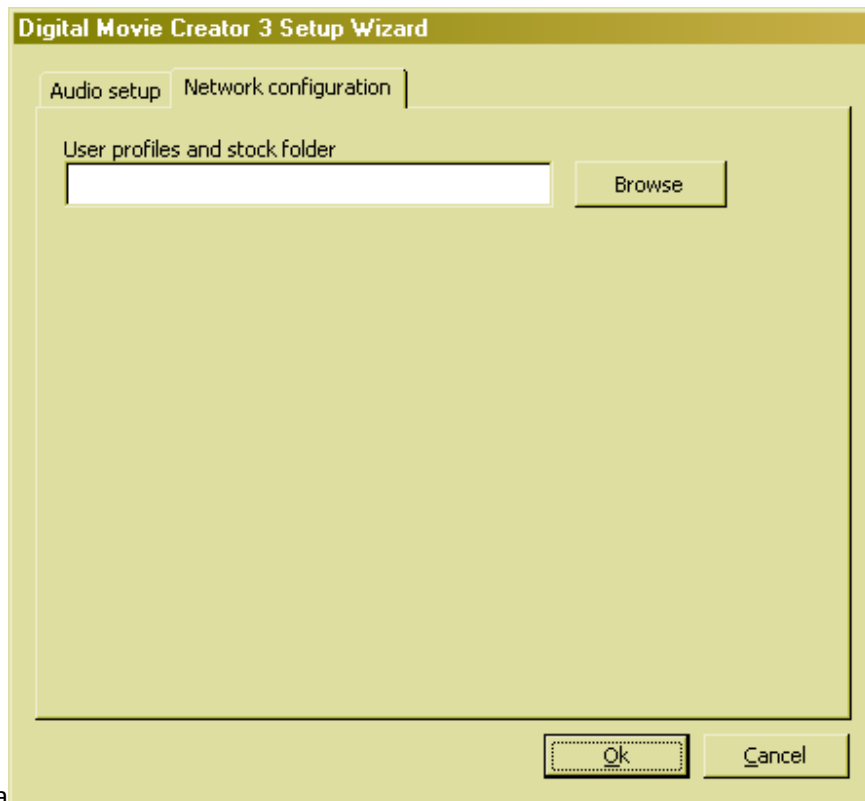 Digital Movie Creator 3 Setup Wizard
Audio setup Network configuration
User profiles and stock folder
Browse
Ok Cancel
a